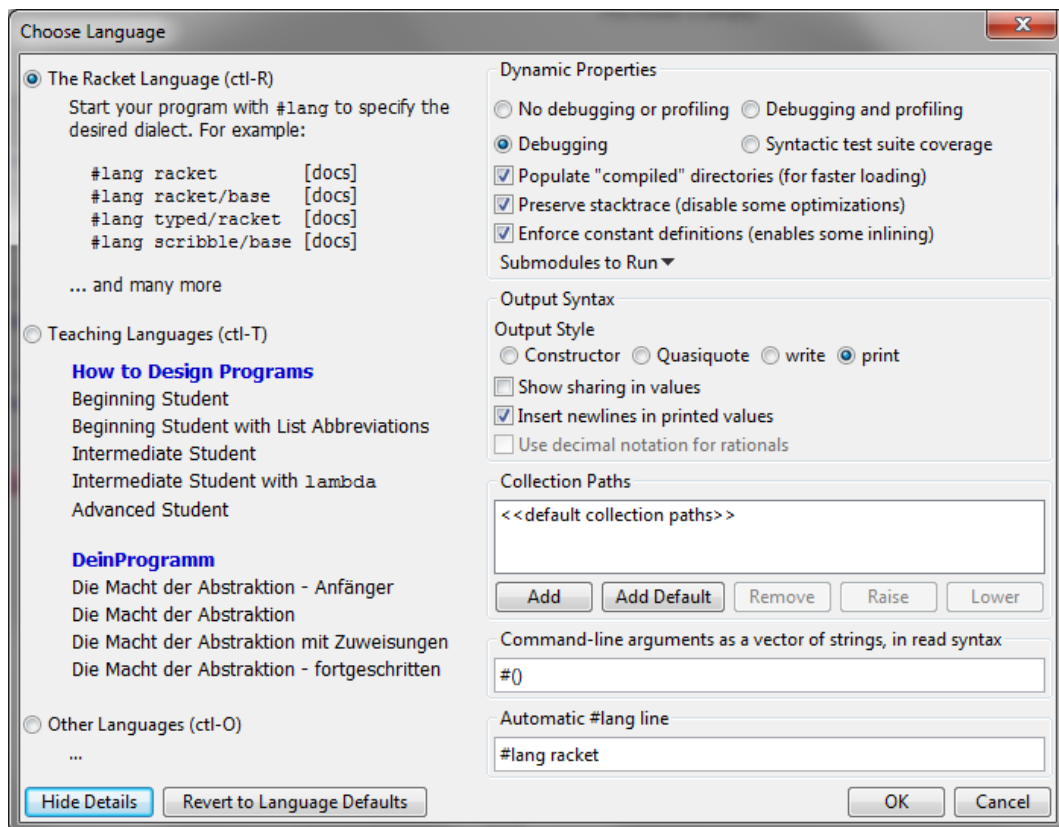 Choose Language
The Racket Language (ctl-R)
Start your program with #lang to specify the
desired dialect. For example:
#lang racket [docs]
#lang racket/base [docs]
#lang typed/racket [docs]
#lang scribble/base [docs]
... and many more
Teaching Languages (ctl-T)
How to Design Programs
Beginning Student
Beginning Student with List Abbreviations
Intermediate Student
Intermediate Student with lambda
Advanced Student
DeinProgramm
Die Macht der Abstraktion - Anfänger
Die Macht der Abstraktion
Die Macht der Abstraktion mit Zuweisungen
Die Macht der Abstraktion - fortgeschritten
Other Languages (ctl-O)
...
Dynamic Properties
No debugging or profiling Debugging and profiling
Debugging Syntactic test suite coverage
Populate "compiled" directories (for faster loading)
Preserve stacktrace (disable some optimizations)
Enforce constant definitions (enables some inlining)
Submodules to Run
Output Syntax
Output Style
Constructor Quasiquote write print
Show sharing in values
Insert newlines in printed values
Use decimal notation for rationals
Collection Paths
<<default collection paths>>
Add Add Default Remove Raise Lower
Command-line arguments as a vector of strings, in read syntax
#()
Automatic #lang line
#lang racket
Hide Details Revert to Language Defaults OK Cancel